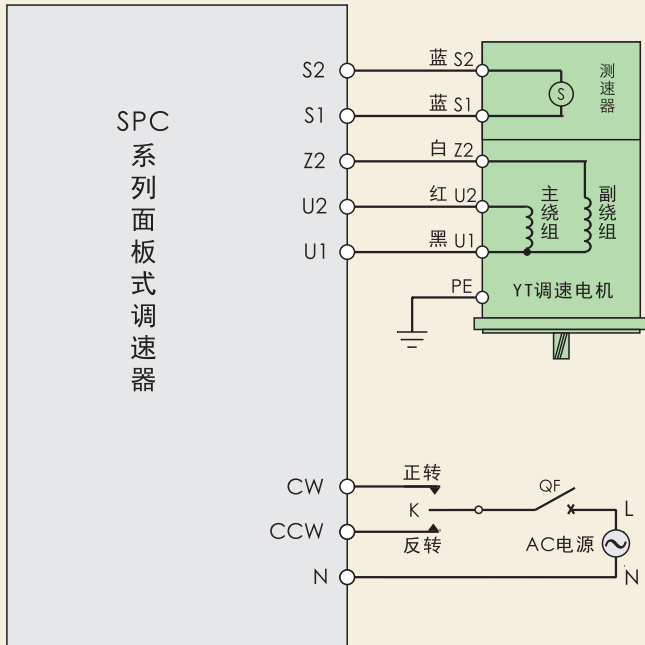 SPC
系列面板式调速器
S2
S1
Z2
U2
U1
CW
CCW
N
蓝 S2
蓝 S1
白 Z2
红 U2
黑 U1
PE
测速器
S
主绕组
副绕组
YT调速电机
正转
K
反转
QF
L
AC电源
N